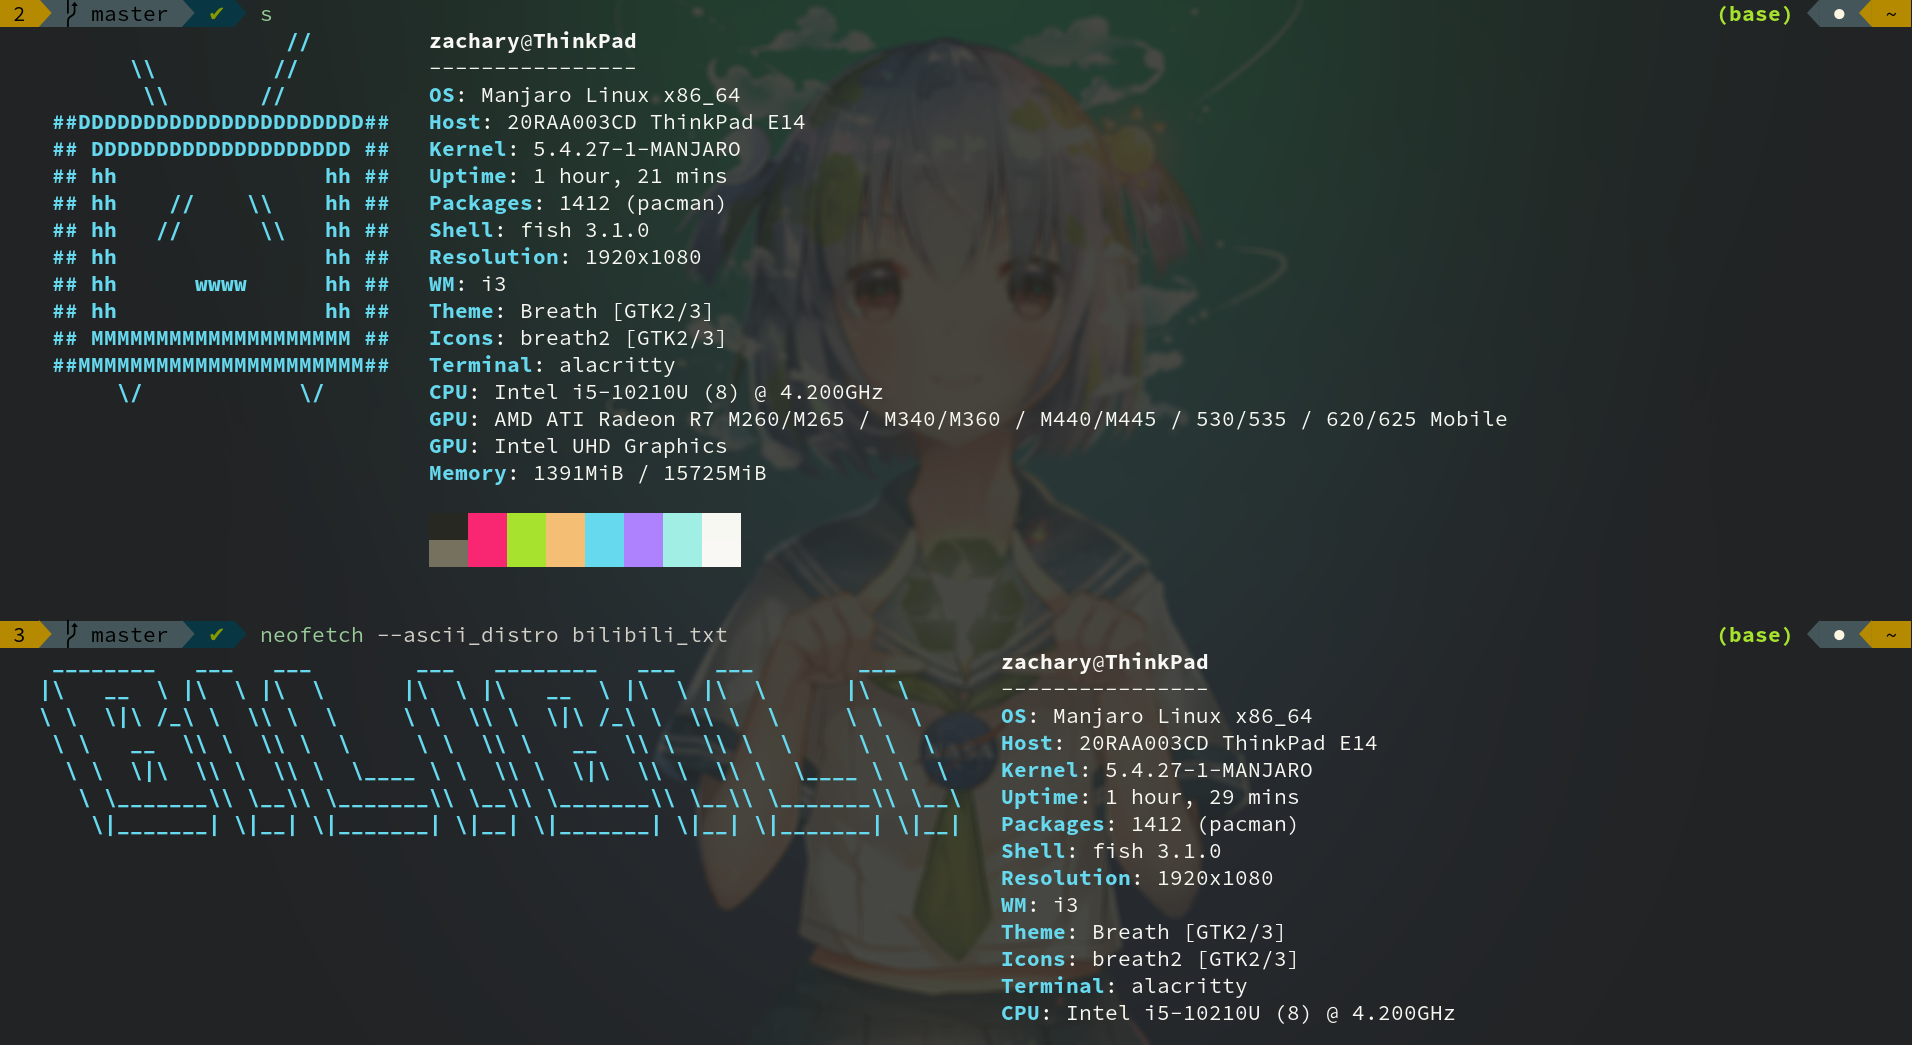 2 master ✔ s (base) ● ~
                  //
      \\         //
       \\       //
##DDDDDDDDDDDDDDDDDDDDDD##
## DDDDDDDDDDDDDDDDDDDD ##
## hh                hh ##
## hh    //    \\    hh ##
## hh   //      \\   hh ##
## hh                hh ##
## hh      wwww      hh ##
## hh                hh ##
## MMMMMMMMMMMMMMMMMMMM ##
##MMMMMMMMMMMMMMMMMMMMMM##
     \/            \/
zachary@ThinkPad
----------------
OS: Manjaro Linux x86_64
Host: 20RAA003CD ThinkPad E14
Kernel: 5.4.27-1-MANJARO
Uptime: 1 hour, 21 mins
Packages: 1412 (pacman)
Shell: fish 3.1.0
Resolution: 1920x1080
WM: i3
Theme: Breath [GTK2/3]
Icons: breath2 [GTK2/3]
Terminal: alacritty
CPU: Intel i5-10210U (8) @ 4.200GHz
GPU: AMD ATI Radeon R7 M260/M265 / M340/M360 / M440/M445 / 530/535 / 620/625 Mobile
GPU: Intel UHD Graphics
Memory: 1391MiB / 15725MiB
3 master ✔ neofetch --ascii_distro bilibili_txt (base) ● ~
BILIBILI
zachary@ThinkPad
----------------
OS: Manjaro Linux x86_64
Host: 20RAA003CD ThinkPad E14
Kernel: 5.4.27-1-MANJARO
Uptime: 1 hour, 29 mins
Packages: 1412 (pacman)
Shell: fish 3.1.0
Resolution: 1920x1080
WM: i3
Theme: Breath [GTK2/3]
Icons: breath2 [GTK2/3]
Terminal: alacritty
CPU: Intel i5-10210U (8) @ 4.200GHz
NASA